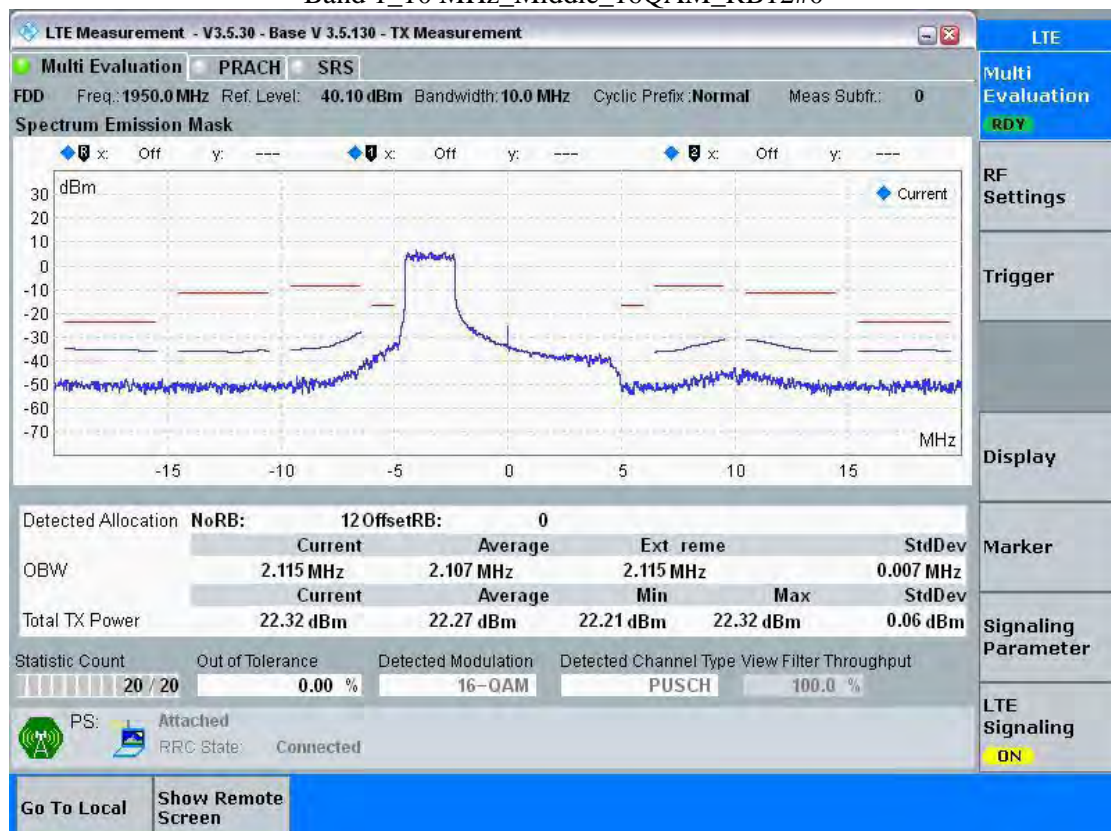 LTE Measurement - V3.5.30 - Base V 3.5.130 - TX Measurement
LTE
Multi Evaluation PRACH SRS
Multi
Evaluation
RDY
FDD Freq.: 1950.0 MHz Ref. Level: 40.10 dBm Bandwidth: 10.0 MHz Cyclic Prefix : Normal Meas Subfr.: 0
Spectrum Emission Mask
R x: Off y: --- 1 x: Off y: --- 2 x: Off y: ---
RF
Settings
dBm
Current
30
20
10
0
-10
-20
-30
-40
-50
-60
-70
MHz
-15 -10 -5 0 5 10 15
Trigger
Display
Detected Allocation NoRB: 12 OffsetRB: 0
Current Average Ext reme StdDev
OBW 2.115 MHz 2.107 MHz 2.115 MHz 0.007 MHz
Current Average Min Max StdDev
Total TX Power 22.32 dBm 22.27 dBm 22.21 dBm 22.32 dBm 0.06 dBm
Marker
Signaling
Parameter
Statistic Count Out of Tolerance Detected Modulation Detected Channel Type View Filter Throughput
20 / 20 0.00 % 16-QAM PUSCH 100.0 %
PS: Attached
RRC State: Connected
LTE
Signaling
ON
Go To Local
Show Remote
Screen